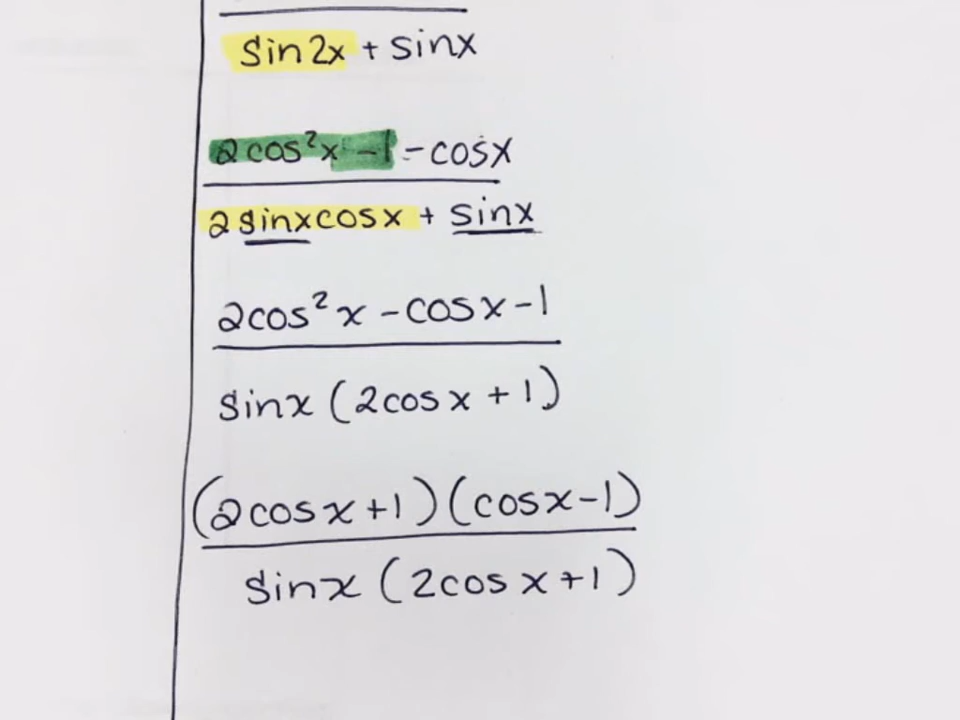 sin2x + sinx
2cos²x - 1 - cosx
2sinxcosx + sinx
2cos²x - cosx - 1
sinx (2cosx + 1)
(2cosx+1)(cosx-1)
sinx (2cosx+1)